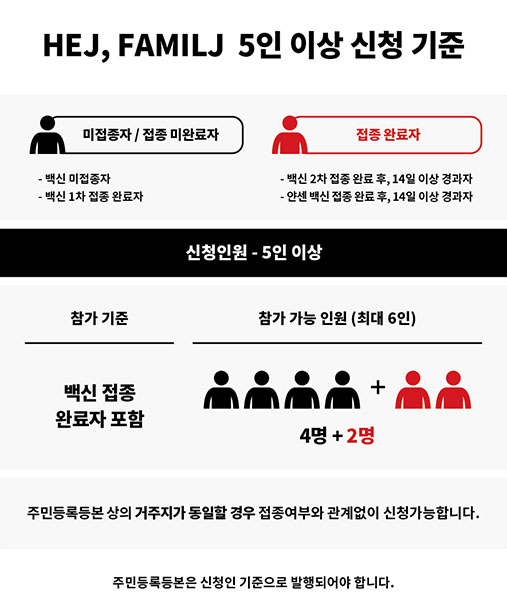 HEJ, FAMILJ 5인 이상 신청 기준
미접종자 / 접종 미완료자
- 백신 미접종자
- 백신 1차 접종 완료자
접종 완료자
- 백신 2차 접종 완료 후, 14일 이상 경과자
- 얀센 백신 접종 완료 후, 14일 이상 경과자
신청인원 - 5인 이상
참가 기준
참가 가능 인원 (최대 6인)
백신 접종
완료자 포함
+
4명 + 2명
주민등록등본 상의 거주지가 동일할 경우 접종여부와 관계없이 신청가능합니다.
주민등록등본은 신청인 기준으로 발행되어야 합니다.